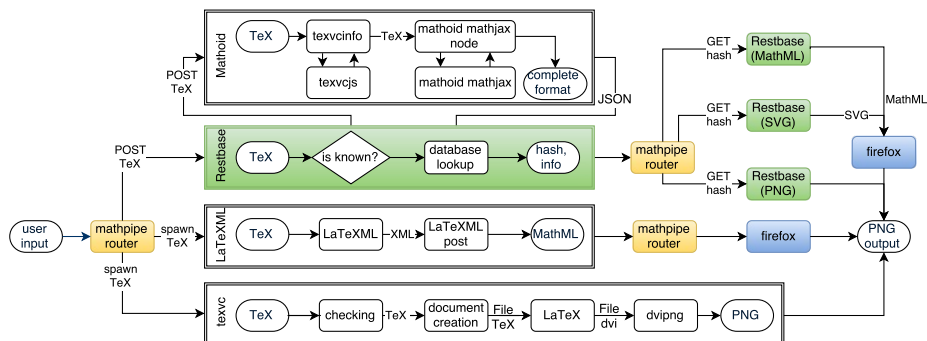 Mathoid
TeX
texvcinfo
TeX
mathoid mathjax
node
texvcjs
mathoid mathjax
complete
format
POST
TeX
JSON
GET
hash
Restbase
(MathML)
GET
hash
Restbase
(SVG)
SVG
MathML
firefox
POST
TeX
Restbase
TeX
is known?
database
lookup
hash,
info
mathpipe
router
GET
hash
Restbase
(PNG)
user
input
mathpipe
router
spawn
TeX
LaTeXML
TeX
LaTeXML
XML
LaTeXML
post
MathML
mathpipe
router
firefox
PNG
output
spawn
TeX
texvc
TeX
checking
TeX
document
creation
File
TeX
LaTeX
File
dvi
dvipng
PNG